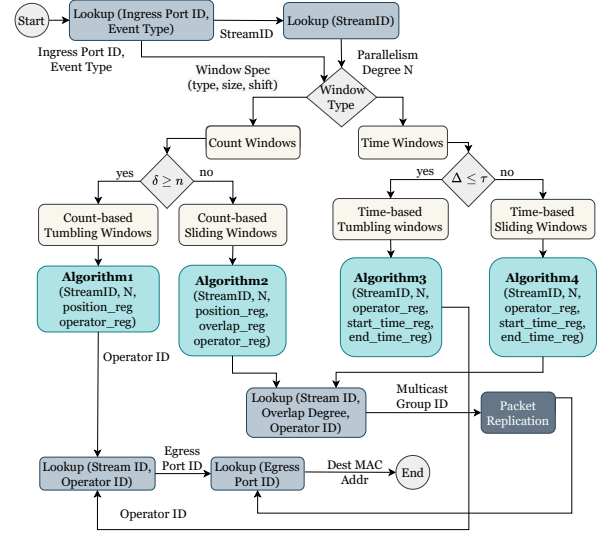 Start
Lookup (Ingress Port ID,
Event Type)
StreamID
Lookup (StreamID)
Ingress Port ID,
Event Type
Window Spec
(type, size, shift)
Parallelism
Degree N
Window
Type
Count Windows
Time Windows
yes
δ ≥ n
no
yes
Δ ≤ τ
no
Count-based
Tumbling Windows
Count-based
Sliding Windows
Time-based
Tumbling windows
Time-based
Sliding Windows
Algorithm1
(StreamID, N,
position_reg
operator_reg)
Algorithm2
(StreamID, N,
position_reg,
overlap_reg
operator_reg)
Algorithm3
(StreamID, N,
operator_reg,
start_time_reg,
end_time_reg)
Algorithm4
(StreamID, N,
operator_reg,
start_time_reg,
end_time_reg)
Operator ID
Lookup (Stream ID,
Overlap Degree,
Operator ID)
Multicast
Group ID
Packet
Replication
Lookup (Stream ID,
Operator ID)
Egress
Port ID
Lookup (Egress
Port ID)
Dest MAC
Addr
End
Operator ID